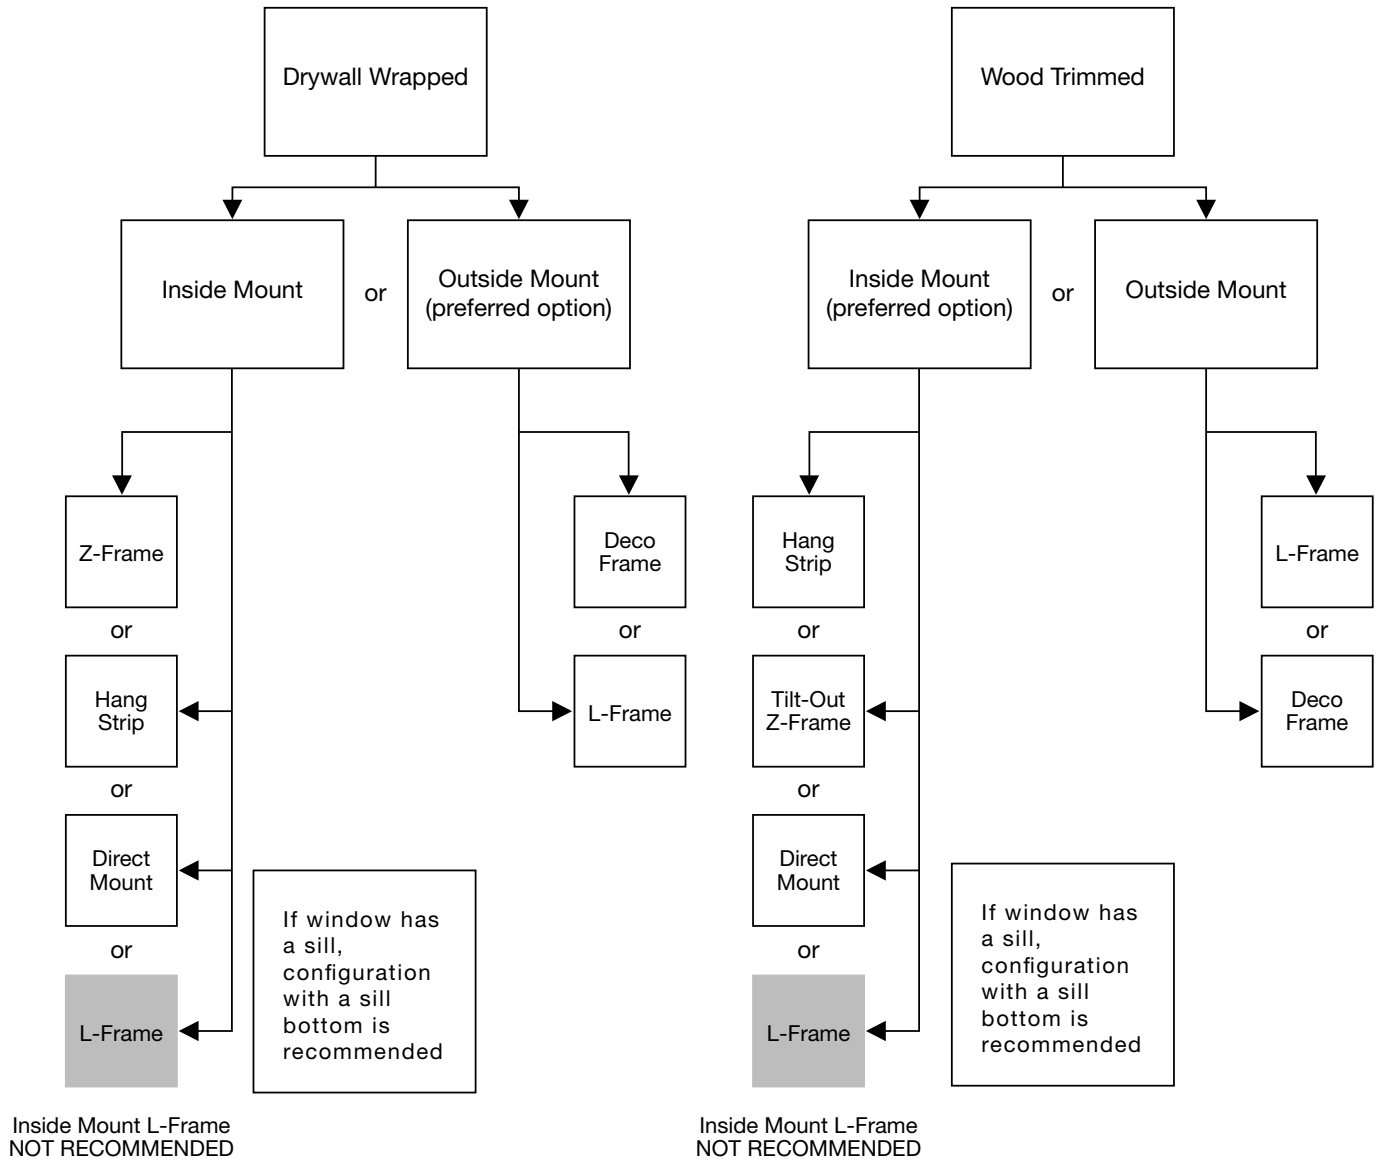 Drywall Wrapped
Inside Mount
or
Outside Mount
(preferred option)
Z-Frame
or
Hang
Strip
or
Direct
Mount
or
L-Frame
Inside Mount L-Frame
NOT RECOMMENDED
Deco
Frame
or
L-Frame
If window has
a sill,
configuration
with a sill
bottom is
recommended
Wood Trimmed
Inside Mount
(preferred option)
or
Outside Mount
Hang
Strip
or
Tilt-Out
Z-Frame
or
Direct
Mount
or
L-Frame
Inside Mount L-Frame
NOT RECOMMENDED
L-Frame
or
Deco
Frame
If window has
a sill,
configuration
with a sill
bottom is
recommended